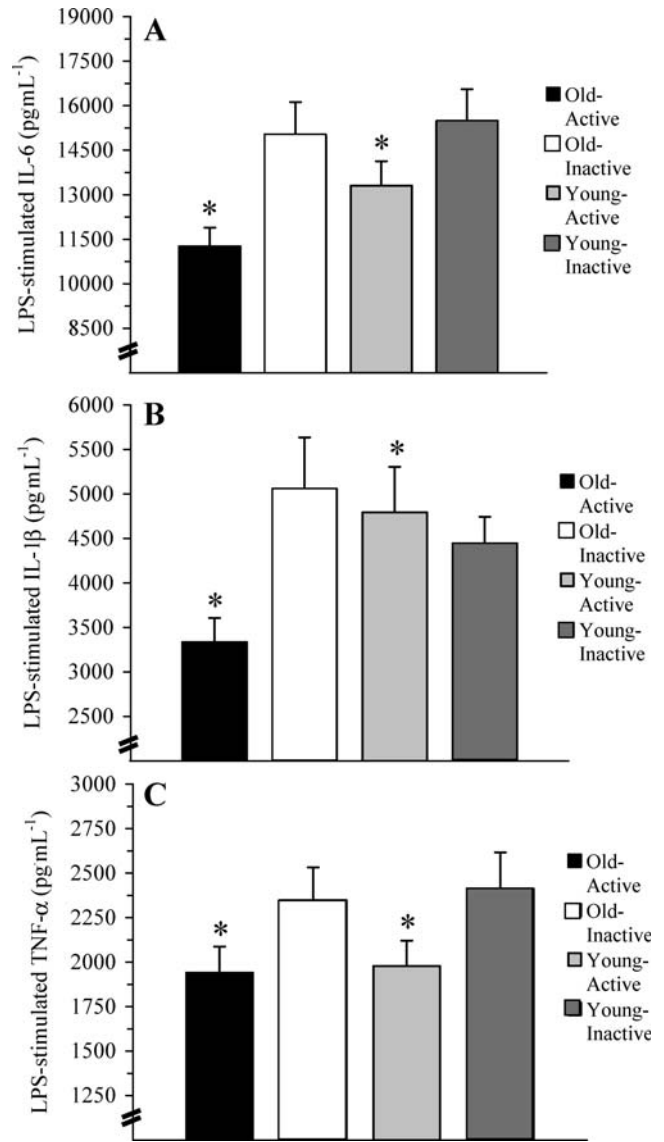 A
LPS-stimulated IL-6 (pg·mL-1)
19000
17500
16000
14500
13000
11500
10000
8500
*
*
Old-
Active
Old-
Inactive
Young-
Active
Young-
Inactive
B
LPS-stimulated IL-1β (pg·mL-1)
6000
5500
5000
4500
4000
3500
3000
2500
*
*
Old-
Active
Old-
Inactive
Young-
Active
Young-
Inactive
C
LPS-stimulated TNF-α (pg·mL-1)
3000
2750
2500
2250
2000
1750
1500
1250
*
*
Old-
Active
Old-
Inactive
Young-
Active
Young-
Inactive